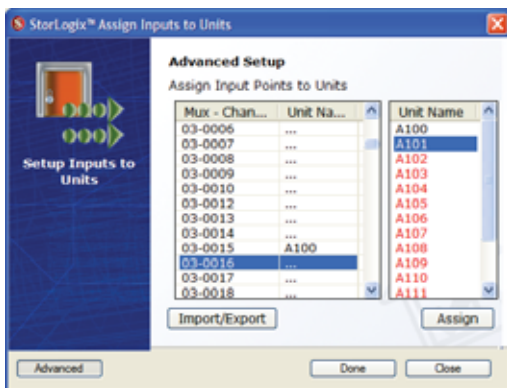 StorLogix™ Assign Inputs to Units
Setup Inputs to
Units
Advanced Setup
Assign Input Points to Units
Mux - Chan... Unit Na...
03-0006 ...
03-0007 ...
03-0008 ...
03-0009 ...
03-0010 ...
03-0012 ...
03-0013 ...
03-0014 ...
03-0015 A100
03-0016 ...
03-0017 ...
03-0018 ...
Unit Name
A100
A101
A102
A103
A104
A105
A106
A107
A108
A109
A110
A111
Import/Export
Assign
Advanced
Done
Close